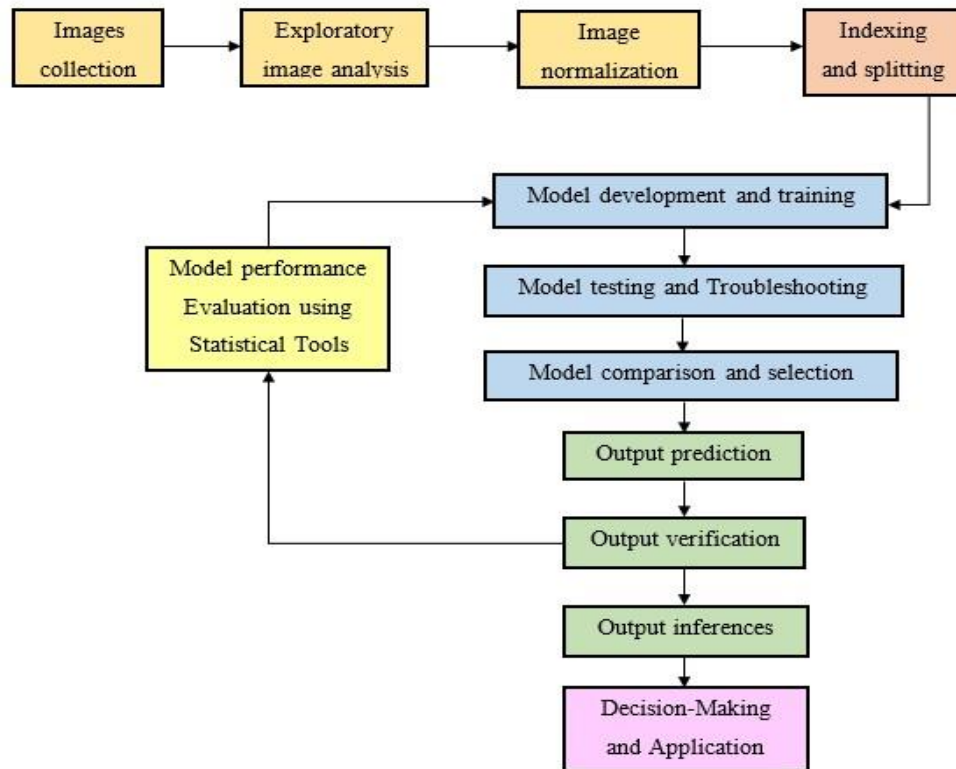 Images
collection
Exploratory
image analysis
Image
normalization
Indexing
and splitting
Model development and training
Model performance
Evaluation using
Statistical Tools
Model testing and Troubleshooting
Model comparison and selection
Output prediction
Output verification
Output inferences
Decision-Making
and Application